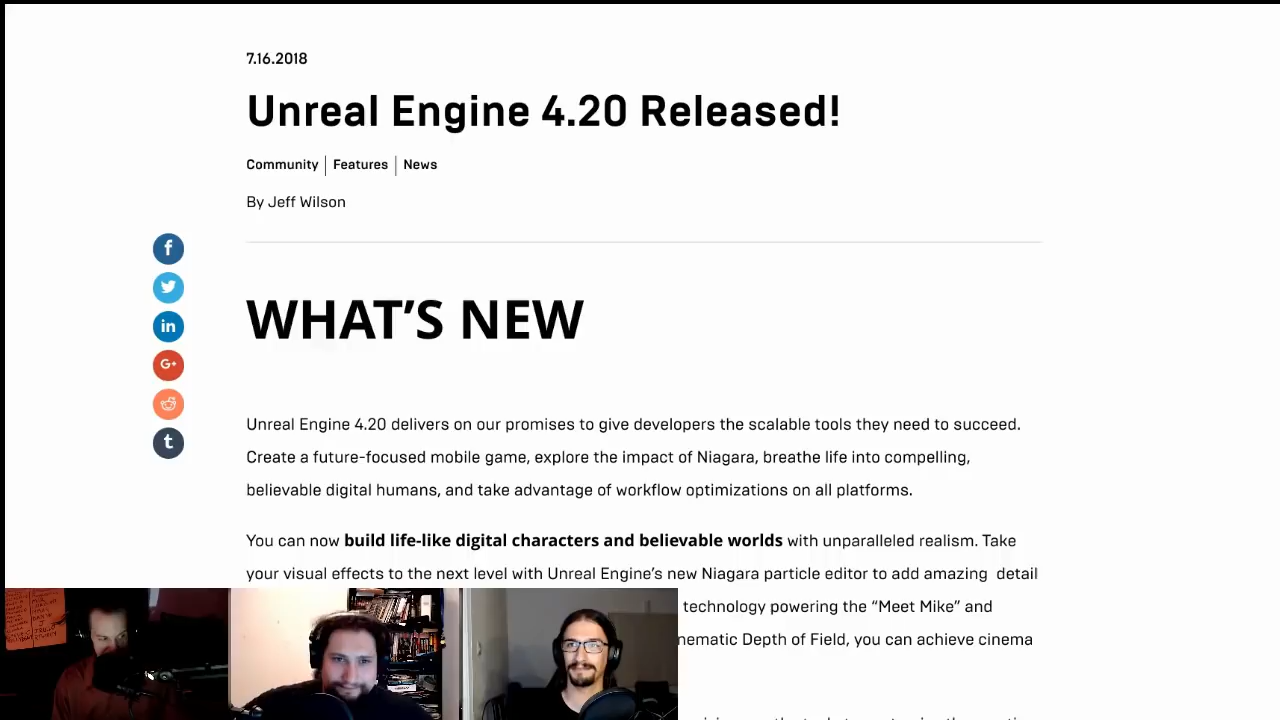 7.16.2018
Unreal Engine 4.20 Released!
Community | Features | News
By Jeff Wilson
f
in
G+
t
WHAT'S NEW
Unreal Engine 4.20 delivers on our promises to give developers the scalable tools they need to succeed.
Create a future-focused mobile game, explore the impact of Niagara, breathe life into compelling,
believable digital humans, and take advantage of workflow optimizations on all platforms.
You can now build life-like digital characters and believable worlds with unparalleled realism. Take
your visual effects to the next level with Unreal Engine's new Niagara particle editor to add amazing detail
technology powering the “Meet Mike” and
nematic Depth of Field, you can achieve cinema